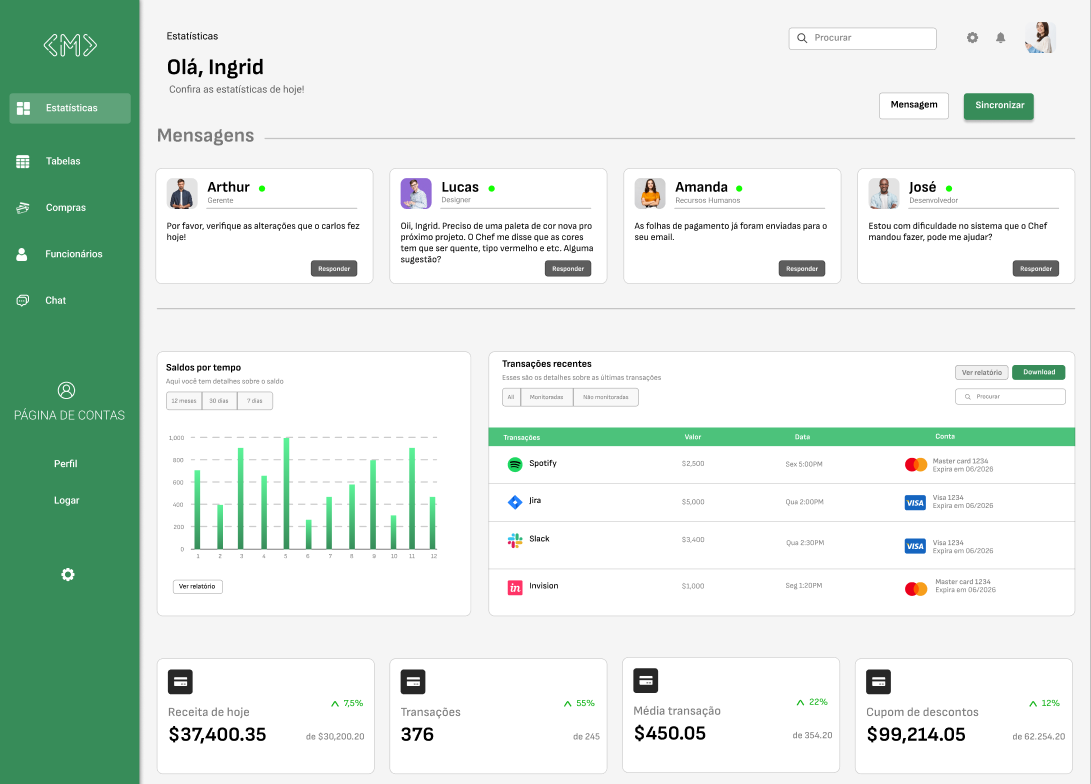 <M>
Estatísticas
Tabelas
Compras
Funcionários
Chat
PÁGINA DE CONTAS
Perfil
Logar
Estatísticas
Procurar
Olá, Ingrid
Confira as estatísticas de hoje!
Mensagem
Sincronizar
Mensagens
Arthur
Gerente
Por favor, verifique as alterações que o carlos fez
hoje!
Responder
Lucas
Designer
Oii, Ingrid. Preciso de uma paleta de cor nova pro
próximo projeto. O Chef me disse que as cores
tem que ser quente, tipo vermelho e etc. Alguma
sugestão?
Responder
Amanda
Recursos Humanos
As folhas de pagamento já foram enviadas para o
seu email.
Responder
José
Desenvolvedor
Estou com dificuldade no sistema que o Chef
mandou fazer, pode me ajudar?
Responder
Saldos por tempo
Aqui você tem detalhes sobre o saldo
12 meses 30 dias 7 dias
1,000
800
600
400
200
0
1 2 3 4 5 6 7 8 9 10 11 12
Ver relatório
Transações recentes
Esses são os detalhes sobre as últimas transações
All Monitoradas Não monitoradas
Ver relatório Download
Procurar
Transações Valor Data Conta
Spotify $2,500 Sex 5:00PM Master card 1234
Expira em 06/2026
Jira $5,000 Qua 2:00PM Visa 1234
VISA Expira em 06/2026
Slack $3,400 Qua 2:30PM Visa 1234
VISA Expira em 06/2026
in Invision $1,000 Seg 1:20PM Master card 1234
Expira em 06/2026
7,5%
Receita de hoje
$37,400.35 de $30,200.20
55%
Transações
376 de 245
22%
Média transação
$450.05 de 354.20
12%
Cupom de descontos
$99,214.05 de 62.254.20